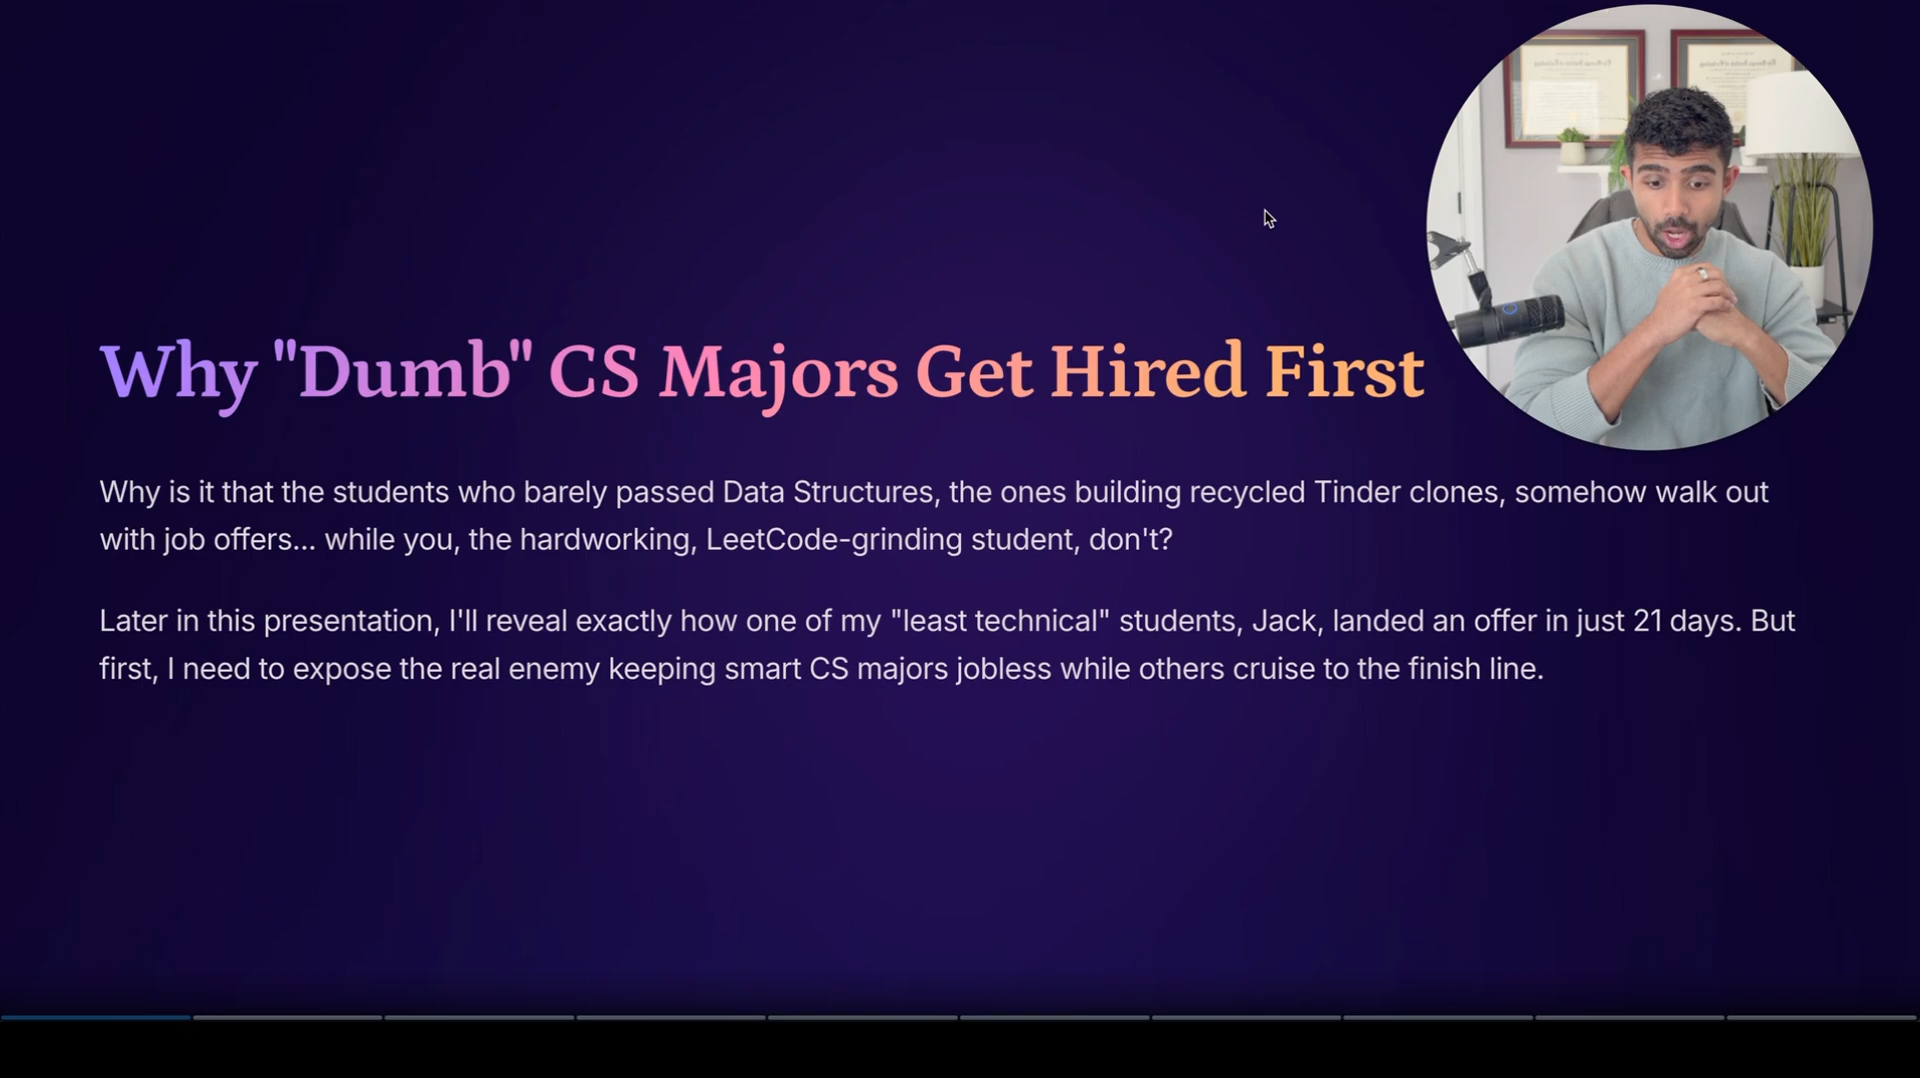 Why "Dumb" CS Majors Get Hired First
Why is it that the students who barely passed Data Structures, the ones building recycled Tinder clones, somehow walk out
with job offers... while you, the hardworking, LeetCode-grinding student, don't?
Later in this presentation, I'll reveal exactly how one of my "least technical" students, Jack, landed an offer in just 21 days. But
first, I need to expose the real enemy keeping smart CS majors jobless while others cruise to the finish line.